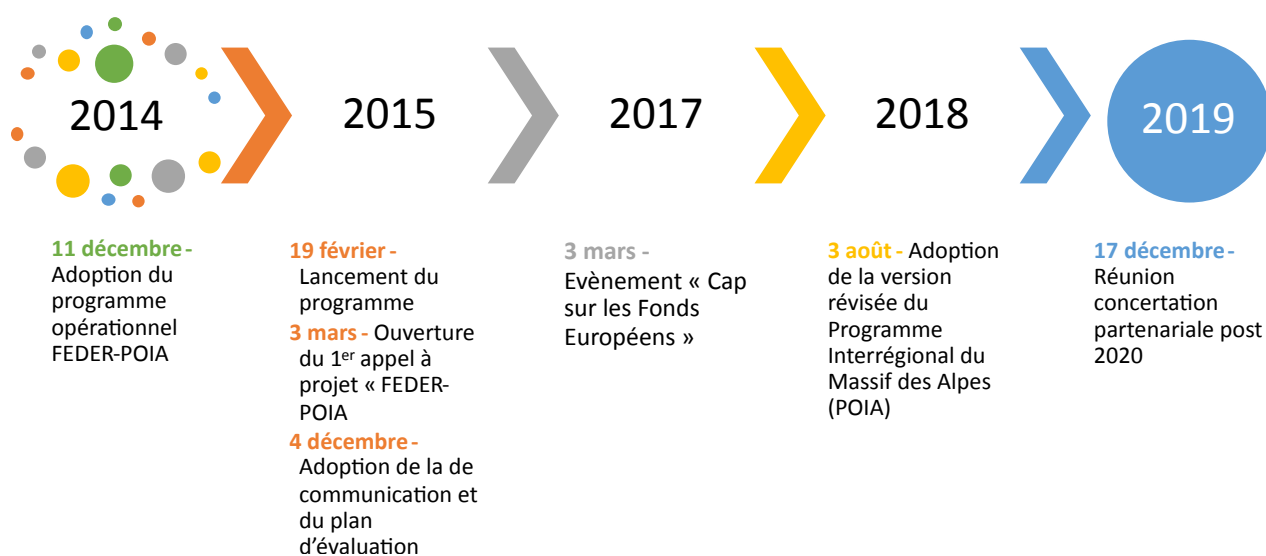 2014
2015
2017
2018
2019
11 décembre -
Adoption du
programme
opérationnel
FEDER-POIA
19 février -
Lancement du
programme
3 mars - Ouverture
du 1er appel à
projet « FEDER-
POIA
4 décembre -
Adoption de la de
communication et
du plan
d’évaluation
3 mars -
Evènement « Cap
sur les Fonds
Européens »
3 août - Adoption
de la version
révisée du
Programme
Interrégional du
Massif des Alpes
(POIA)
17 décembre -
Réunion
concertation
partenariale post
2020